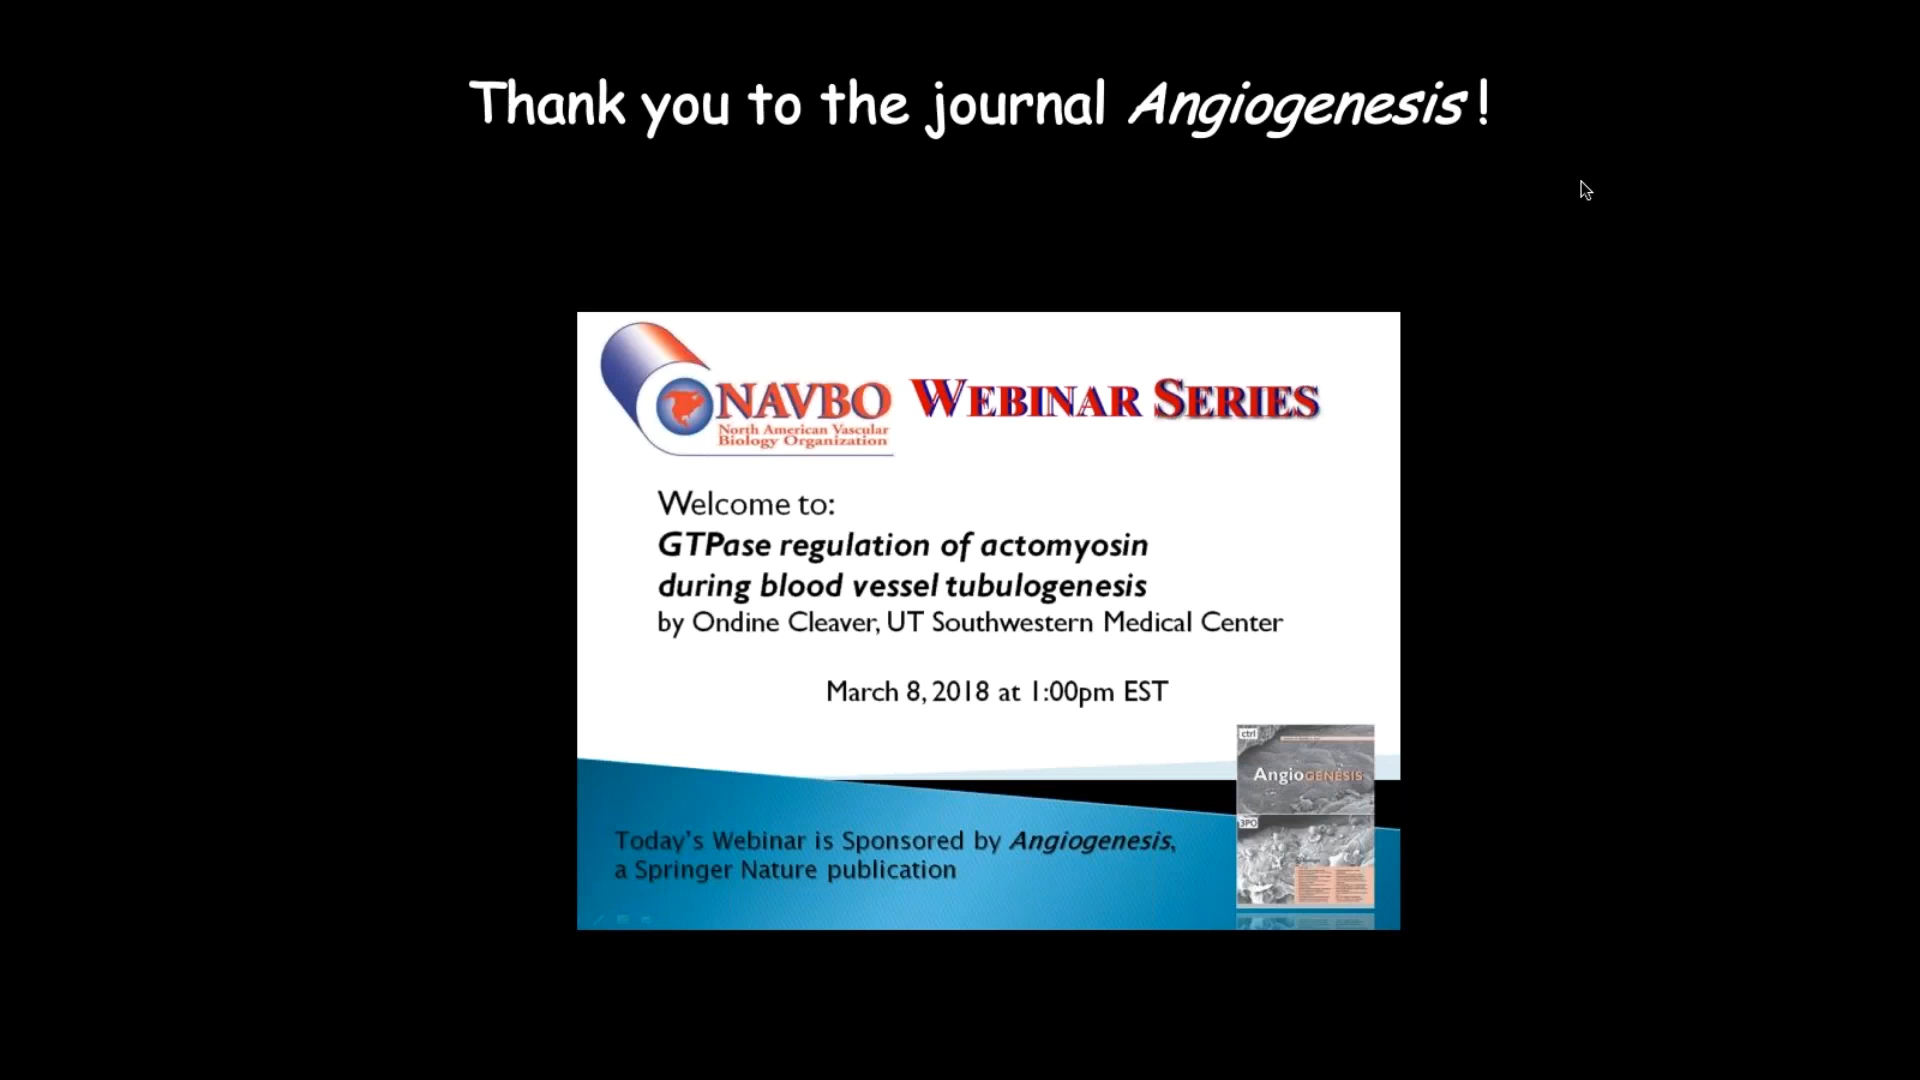 Thank you to the journal Angiogenesis!
NAVBO WEBINAR SERIES
North American Vascular
Biology Organization
Welcome to:
GTPase regulation of actomyosin
during blood vessel tubulogenesis
by Ondine Cleaver, UT Southwestern Medical Center
March 8, 2018 at 1:00pm EST
ctrl
AngioGENESIS
3PO
Today's Webinar is Sponsored by Angiogenesis,
a Springer Nature publication